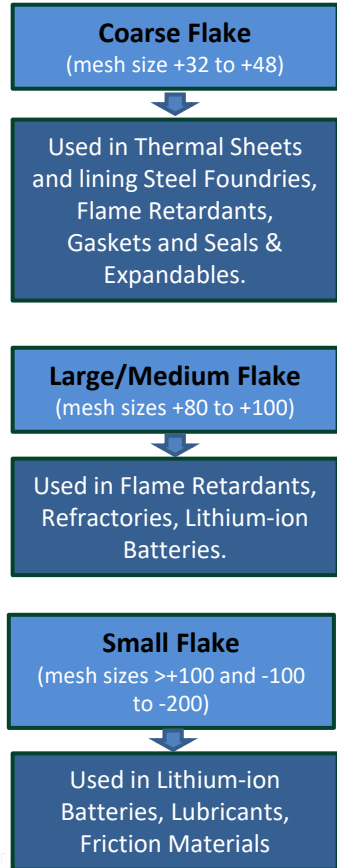 Coarse Flake
(mesh size +32 to +48)
Used in Thermal Sheets
and lining Steel Foundries,
Flame Retardants,
Gaskets and Seals &
Expandables.
Large/Medium Flake
(mesh sizes +80 to +100)
Used in Flame Retardants,
Refractories, Lithium-ion
Batteries.
Small Flake
(mesh sizes >+100 and -100
to -200)
Used in Lithium-ion
Batteries, Lubricants,
Friction Materials